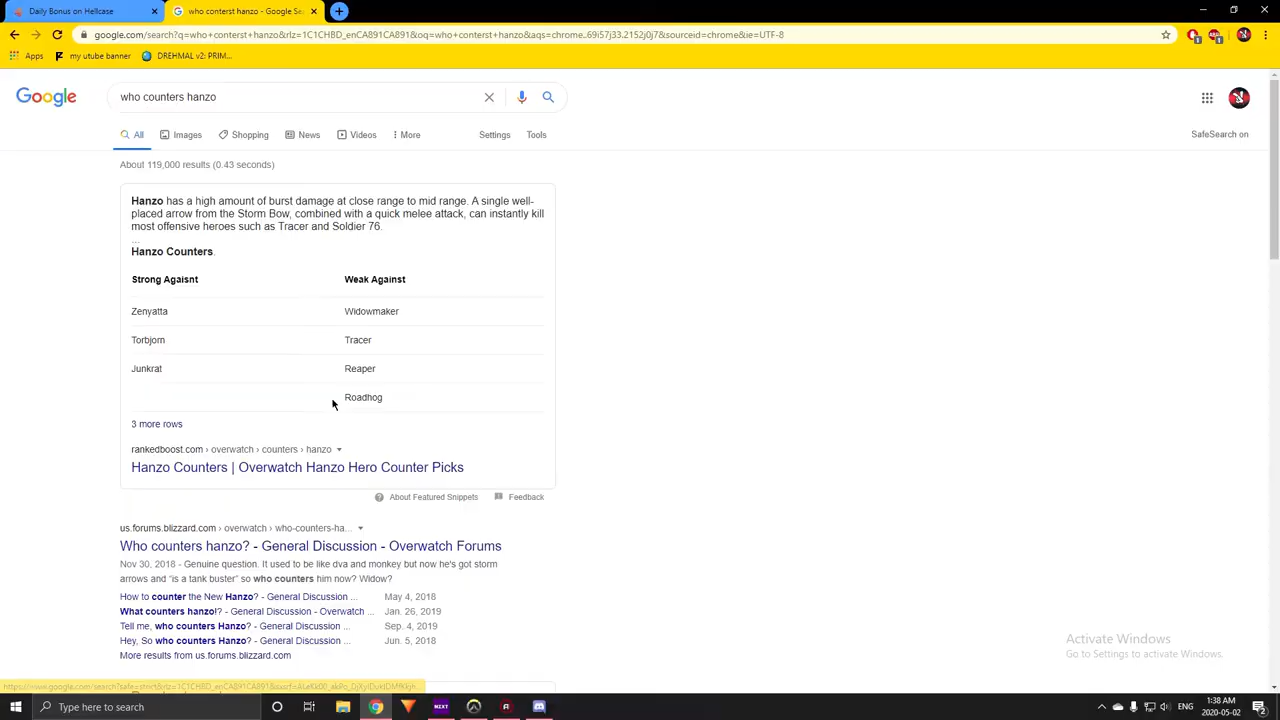 Daily Bonus on Hellcase
who conterst hanzo - Google Se
google.com/search?q=who+conterst+hanzo&rlz=1C1CHBD_enCA891CA891&oq=who+conterst+hanzo&aqs=chrome..69i57j33.2152j0j7&sourceid=chrome&ie=UTF-8
Apps my utube banner DREHMAL v2: PRIM...
Google
who counters hanzo
All Images Shopping News Videos More Settings Tools
SafeSearch on
About 119,000 results (0.43 seconds)
Hanzo has a high amount of burst damage at close range to mid range. A single well-
placed arrow from the Storm Bow, combined with a quick melee attack, can instantly kill
most offensive heroes such as Tracer and Soldier 76.
...
Hanzo Counters.
Strong Agaisnt Weak Against
Zenyatta Widowmaker
Torbjorn Tracer
Junkrat Reaper
Roadhog
3 more rows
rankedboost.com › overwatch › counters › hanzo
Hanzo Counters | Overwatch Hanzo Hero Counter Picks
About Featured Snippets Feedback
us.forums.blizzard.com › overwatch › who-counters-ha...
Who counters hanzo? - General Discussion - Overwatch Forums
Nov 30, 2018 - Genuine question. It used to be like dva and monkey but now he's got storm
arrows and “is a tank buster” so who counters him now? Widow?
How to counter the New Hanzo? - General Discussion ... May 4, 2018
What counters hanzo!? - General Discussion - Overwatch ... Jan. 26, 2019
Tell me, who counters Hanzo? - General Discussion ... Sep. 4, 2019
Hey, So who counters Hanzo? - General Discussion ... Jun. 5, 2018
More results from us.forums.blizzard.com
Activate Windows
Go to Settings to activate Windows.
Type here to search
NZXT
ENG
1:38 AM
2020-05-02
2